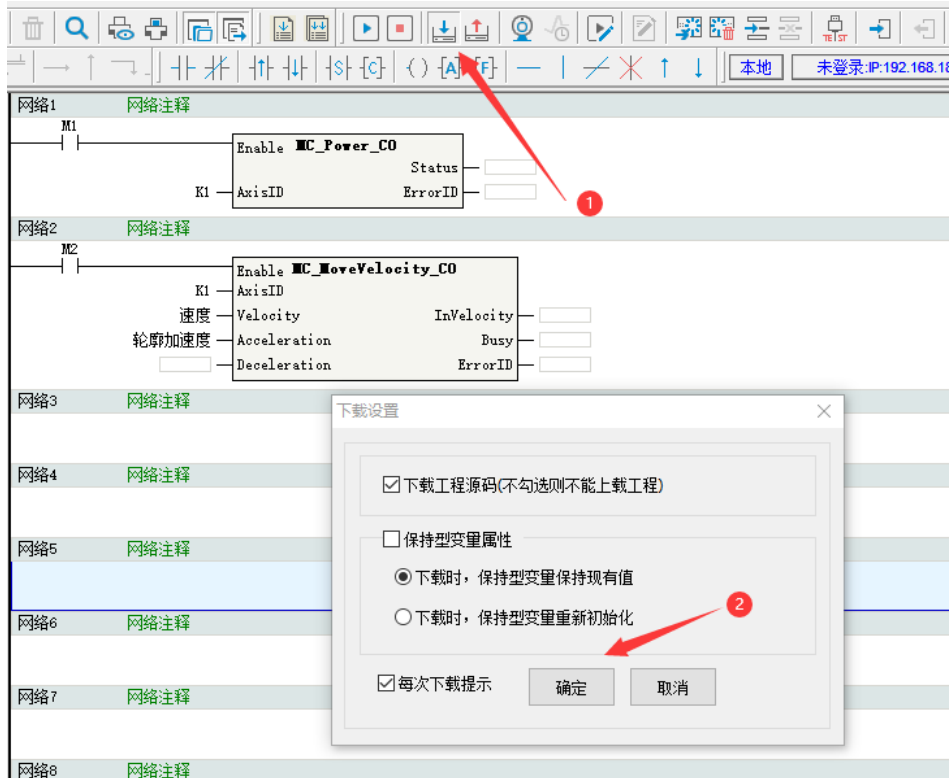 TE ST
S
C
A
F
本地
未登录:IP:192.168.18
网络1 网络注释
M1
Enable MC_Power_CO
Status
K1 AxisID ErrorID
1
网络2 网络注释
M2
Enable MC_MoveVelocity_CO
K1 AxisID
速度 Velocity InVelocity
轮廓加速度 Acceleration Busy
Deceleration ErrorID
网络3 网络注释
下载设置
网络4 网络注释
下载工程源码(不勾选则不能上载工程)
网络5 网络注释
保持型变量属性
下载时，保持型变量保持现有值
2
网络6 网络注释
下载时，保持型变量重新初始化
每次下载提示 确定 取消
网络7 网络注释
网络8 网络注释